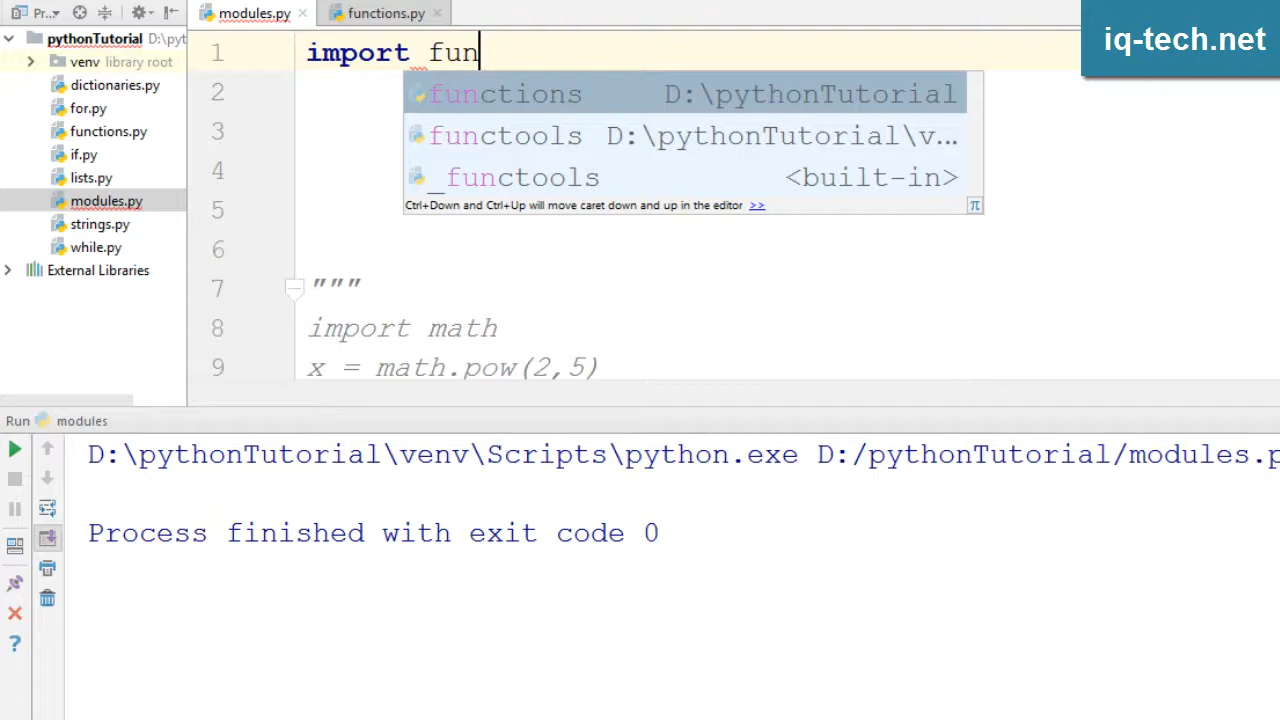 Pr...
modules.py
functions.py
iq-tech.net
pythonTutorial D:\pyt
venv library root
dictionaries.py
for.py
functions.py
if.py
lists.py
modules.py
strings.py
while.py
External Libraries
1 import fun
functions D:\pythonTutorial
2
functools D:\pythonTutorial\v...
3
_functools <built-in>
4
Ctrl+Down and Ctrl+Up will move caret down and up in the editor >> π
5
6
7 """
8 import math
9 x = math.pow(2,5)
Run modules
D:\pythonTutorial\venv\Scripts\python.exe D:/pythonTutorial/modules.p
Process finished with exit code 0
?